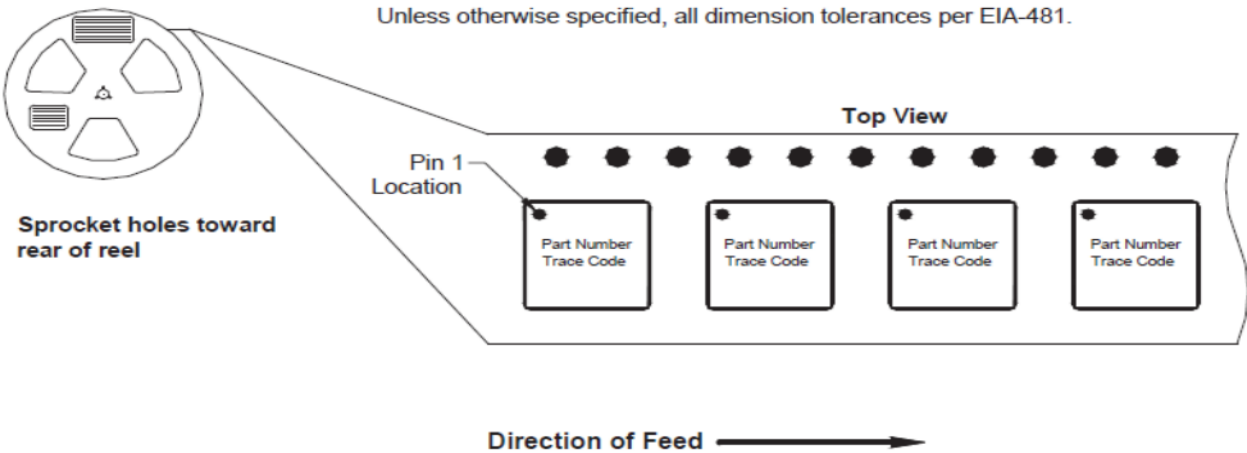 Unless otherwise specified, all dimension tolerances per EIA-481.
Top View
Pin 1
Location
Sprocket holes toward
rear of reel
Part Number
Trace Code
Part Number
Trace Code
Part Number
Trace Code
Part Number
Trace Code
Direction of Feed